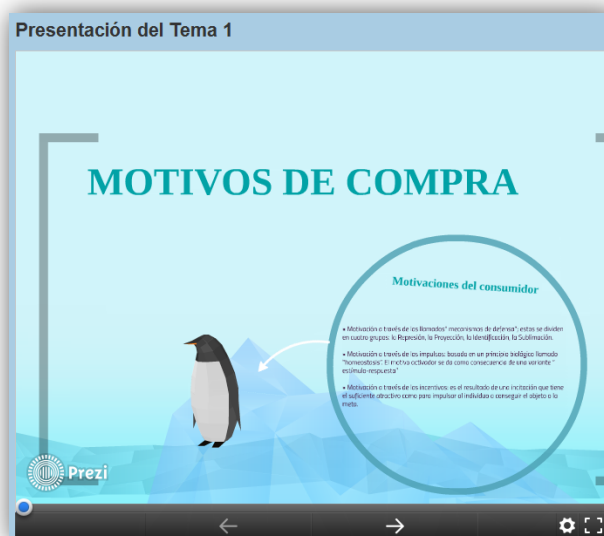 Presentación del Tema 1
MOTIVOS DE COMPRA
Motivaciones del consumidor
• Motivación a través de los llamados" mecanismos de defensa", estos se dividen
en cuatro grupos: la Represión, la Proyección, la Identificación, la Sublimación.
• Motivación a través de los impulsos: basada en un principio biológico llamado
"homeostasis". El motivo activador se da como consecuencia de una variante "
estímulo-respuesta"
• Motivación a través de los incentivos: es el resultado de una incitación que tiene
el suficiente atractivo como para impulsar al individuo a conseguir el objeto o la
meta.
Prezi